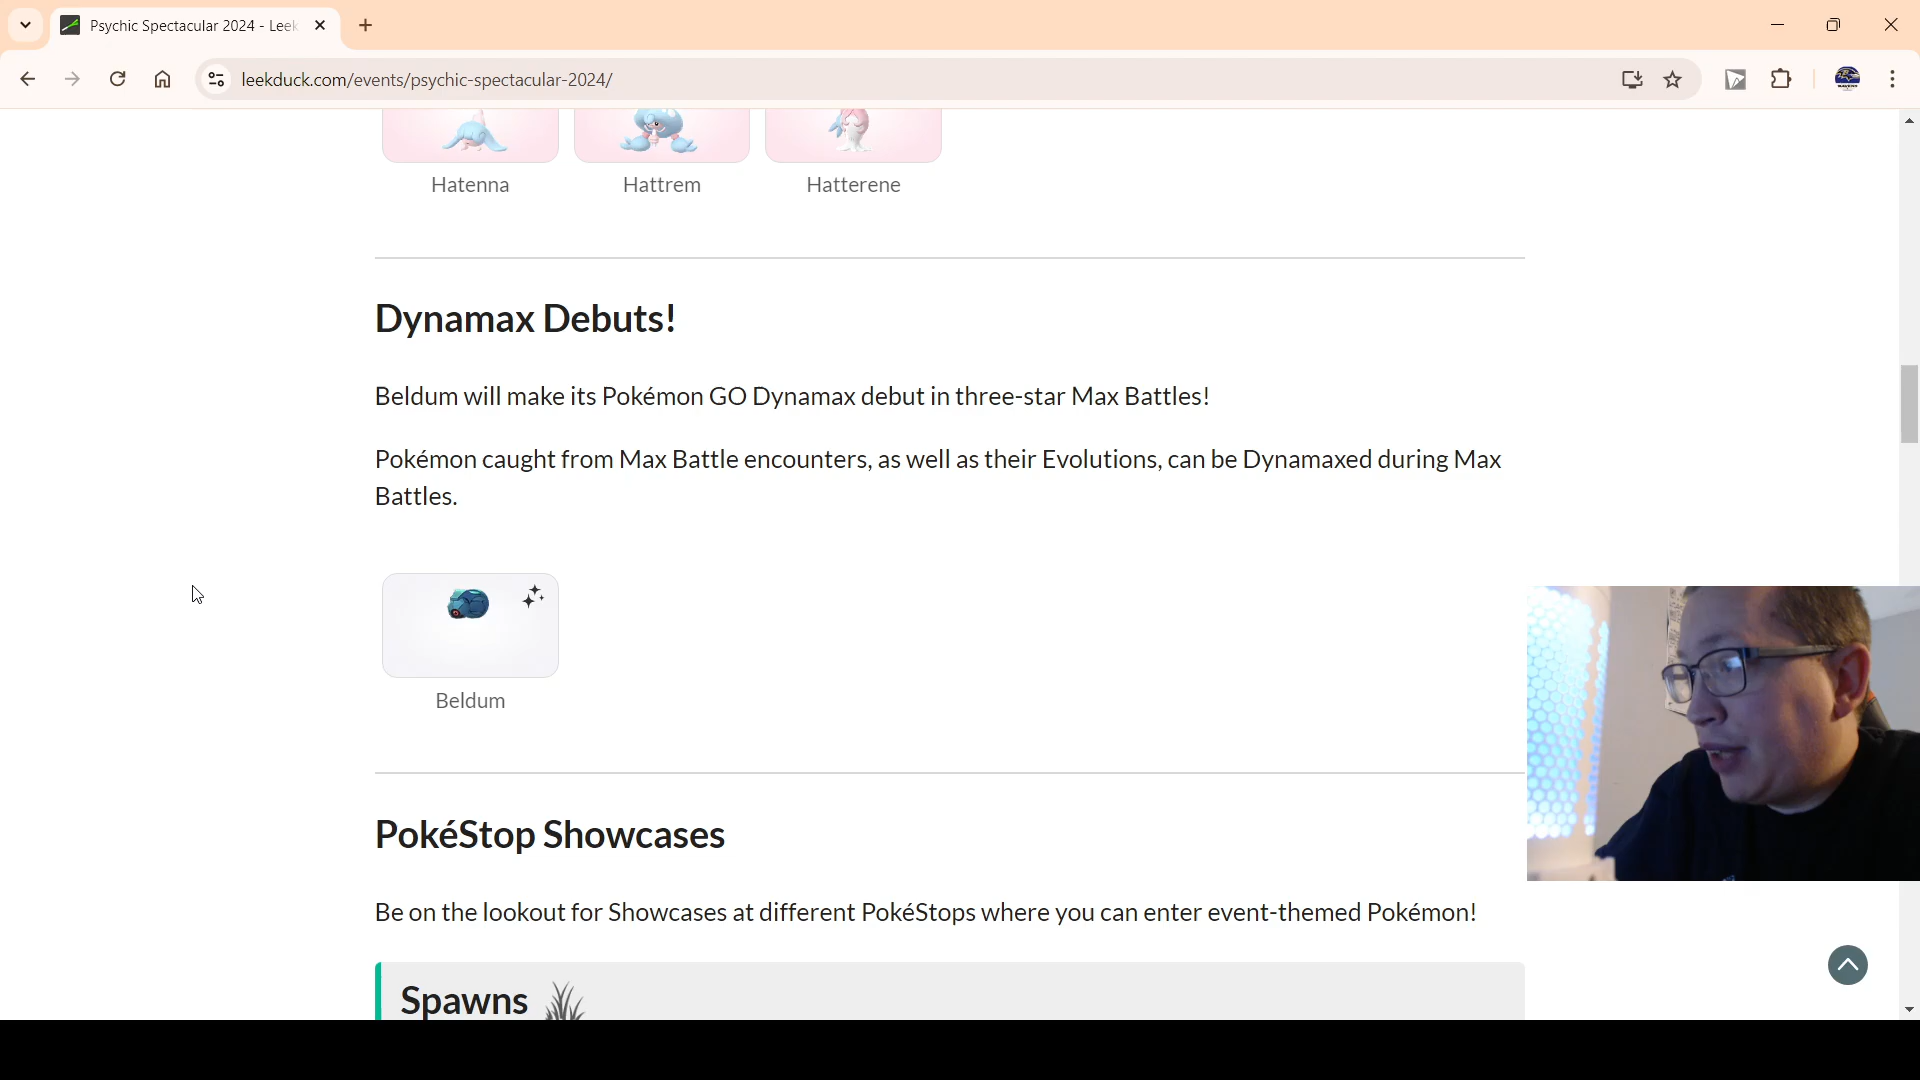 Psychic Spectacular 2024 - Leek
leekduck.com/events/psychic-spectacular-2024/
Hatenna
Hattrem
Hatterene
Dynamax Debuts!
Beldum will make its Pokémon GO Dynamax debut in three-star Max Battles!
Pokémon caught from Max Battle encounters, as well as their Evolutions, can be Dynamaxed during Max
Battles.
Beldum
PokéStop Showcases
Be on the lookout for Showcases at different PokéStops where you can enter event-themed Pokémon!
Spawns